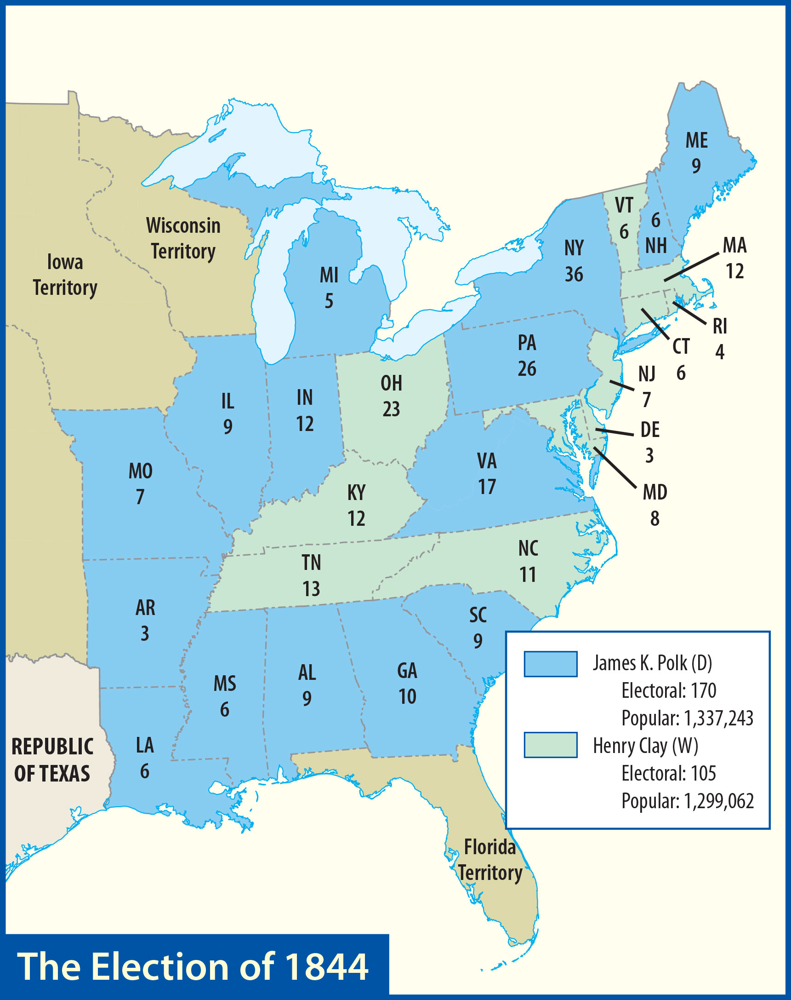 ME
9
VT
6
6
NH
MA
12
Wisconsin
Territory
NY
36
Iowa
Territory
MI
5
RI
4
CT
6
PA
26
NJ
7
OH
23
IN
12
IL
9
DE
3
VA
17
MO
7
KY
12
MD
8
NC
11
TN
13
AR
3
SC
9
GA
10
AL
9
MS
6
LA
6
REPUBLIC
OF TEXAS
James K. Polk (D)
Electoral: 170
Popular: 1,337,243
Henry Clay (W)
Electoral: 105
Popular: 1,299,062
Florida
Territory
The Election of 1844